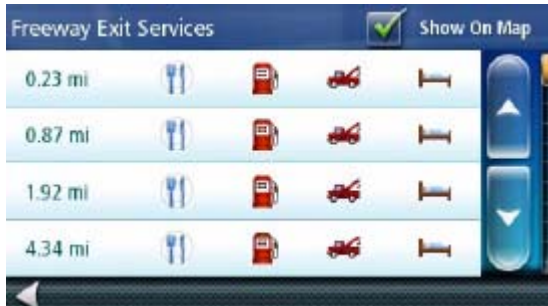 Freeway Exit Services Show On Map
0.23 mi
0.87 mi
1.92 mi
4.34 mi